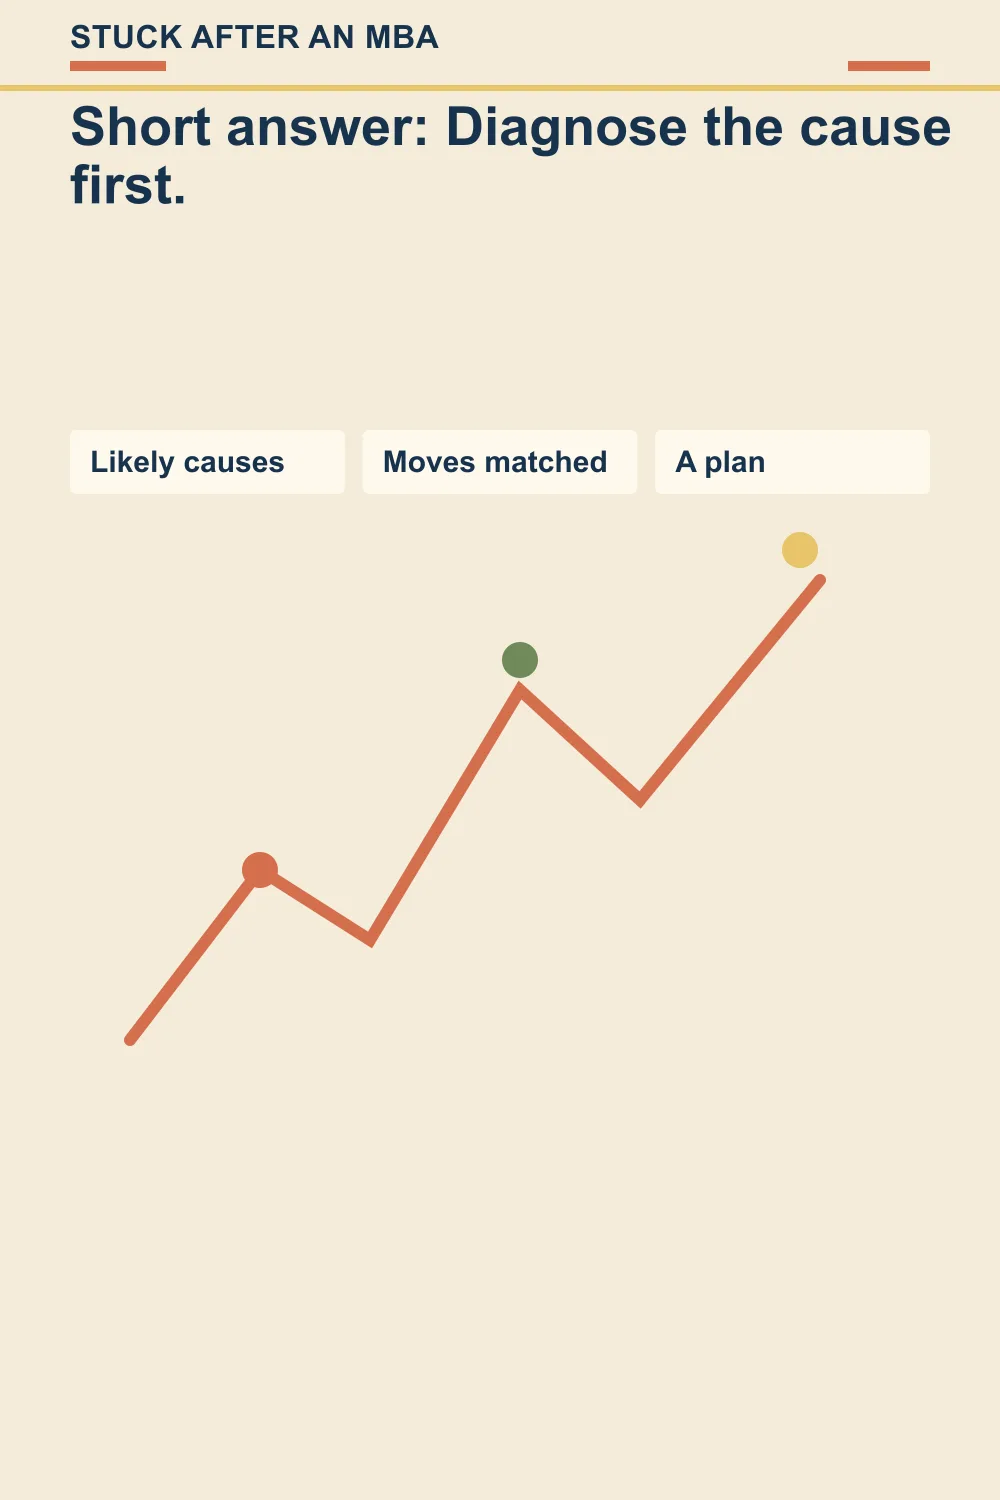 STUCK AFTER AN MBA
Short answer: Diagnose the cause
first.
Likely causes
Moves matched
A plan